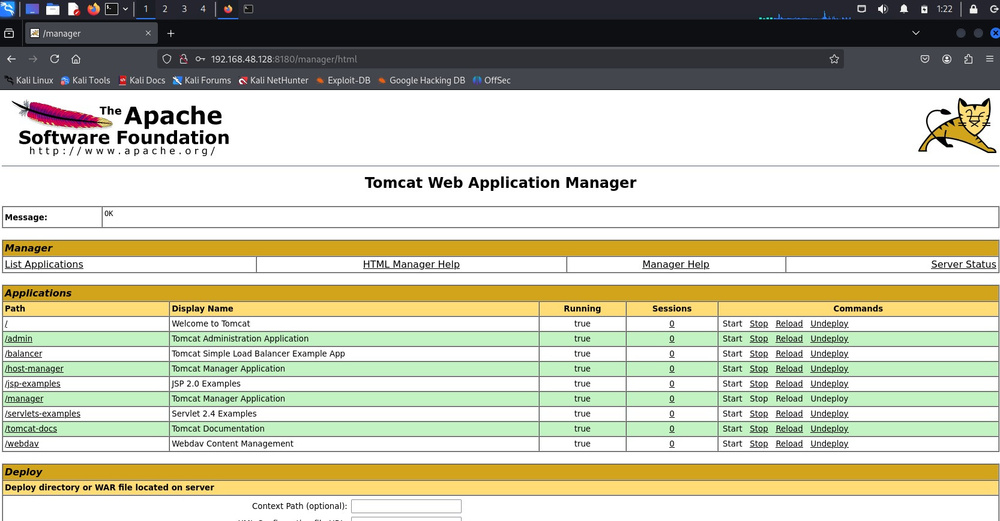 1 2 3 4 1:22
/manager
192.168.48.128:8180/manager/html
Kali Linux Kali Tools Kali Docs Kali Forums Kali NetHunter Exploit-DB Google Hacking DB OffSec
The Apache
Software Foundation
http://www.apache.org/
Tomcat Web Application Manager
Message: OK
Manager
List Applications HTML Manager Help Manager Help Server Status
Applications
Path Display Name Running Sessions Commands
/ Welcome to Tomcat true 0 Start Stop Reload Undeploy
/admin Tomcat Administration Application true 0 Start Stop Reload Undeploy
/balancer Tomcat Simple Load Balancer Example App true 0 Start Stop Reload Undeploy
/host-manager Tomcat Manager Application true 0 Start Stop Reload Undeploy
/jsp-examples JSP 2.0 Examples true 0 Start Stop Reload Undeploy
/manager Tomcat Manager Application true 0 Start Stop Reload Undeploy
/servlets-examples Servlet 2.4 Examples true 0 Start Stop Reload Undeploy
/tomcat-docs Tomcat Documentation true 0 Start Stop Reload Undeploy
/webdav Webdav Content Management true 0 Start Stop Reload Undeploy
Deploy
Deploy directory or WAR file located on server
Context Path (optional):